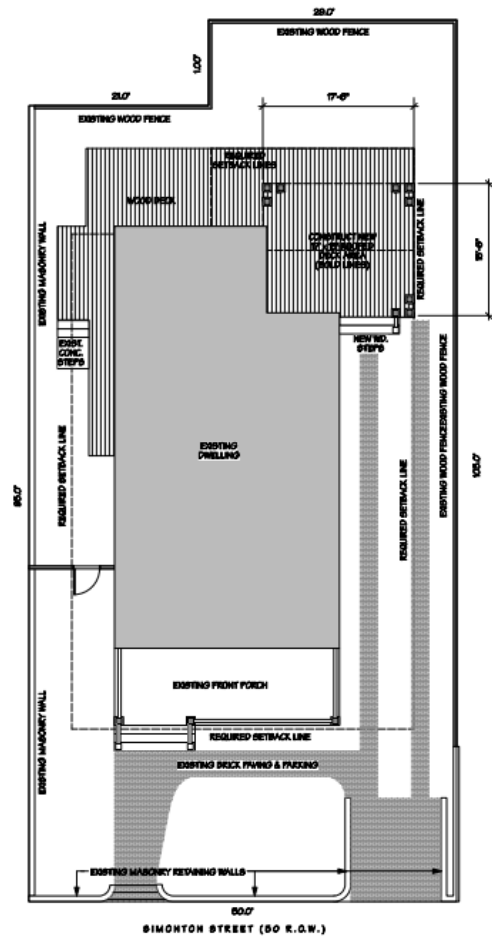 29.0'
EXISTING WOOD FENCE
1.00'
21.0'
EXISTING WOOD FENCE
17'-6"
REQUIRED
SETBACK LINES
WOOD DECK
CONSTRUCT NEW
DECK AREA
(BOLD LINES)
REQUIRED SETBACK LINE
EXISTING MASONRY WALL
EXIST.
CONC.
STEPS
NEW WD.
STEPS
EXISTING WOOD FENCE
EXISTING WOOD FENCE
EXISTING
DWELLING
REQUIRED SETBACK LINE
REQUIRED SETBACK LINE
105.0'
95.0'
EXISTING FRONT PORCH
EXISTING MASONRY WALL
REQUIRED SETBACK LINE
EXISTING BRICK PAVING & PARKING
EXISTING MASONRY RETAINING WALLS
50.0'
SIMONTON STREET (50 R.O.W.)